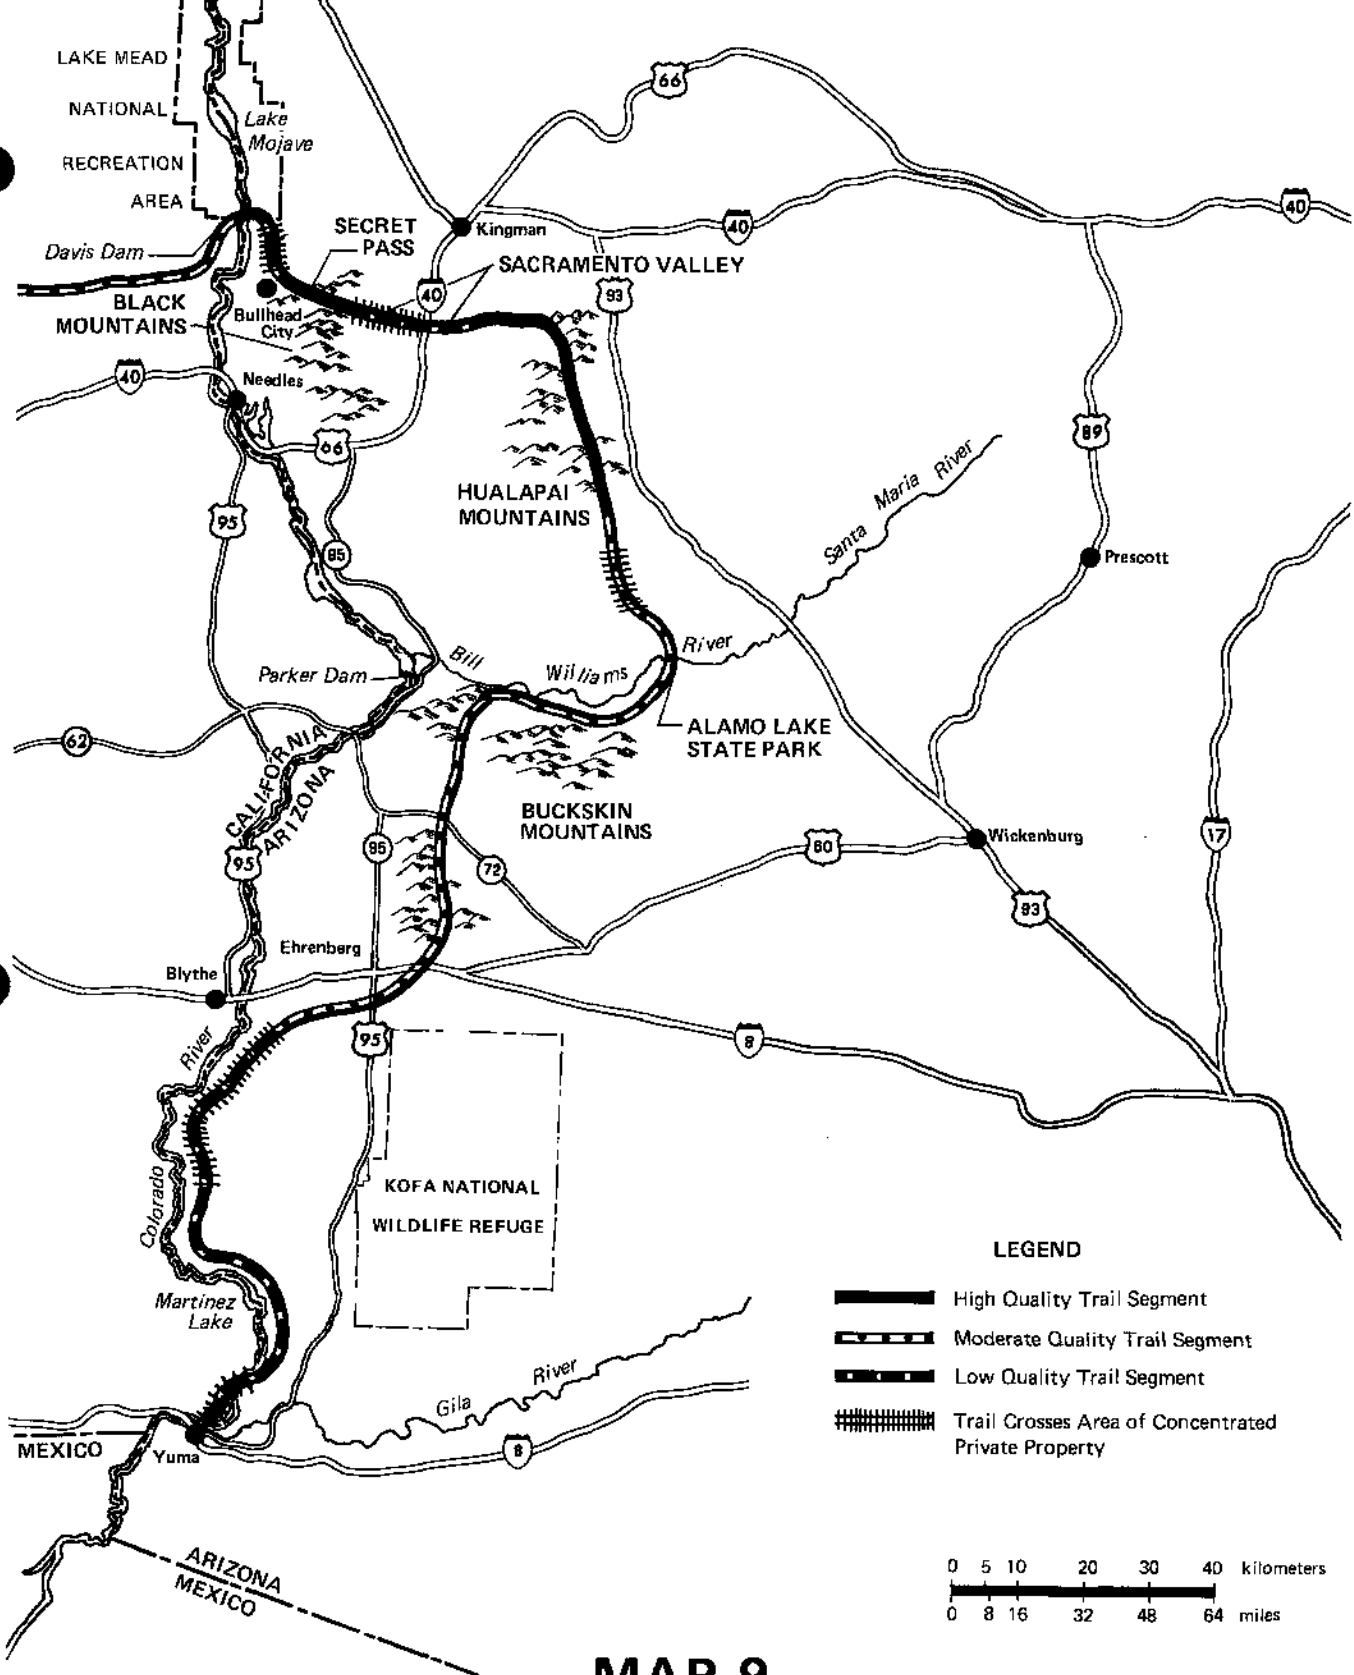 LAKE MEAD
NATIONAL
RECREATION
AREA
Lake
Mojave
66
40
40
SECRET
PASS
Kingman
Davis Dam
SACRAMENTO VALLEY
BLACK
MOUNTAINS
Bullhead
City
40
93
40
Needles
66
89
HUALAPAI
MOUNTAINS
Santa Maria River
95
95
Prescott
Bill Williams River
Parker Dam
ALAMO LAKE
STATE PARK
62
CALIFORNIA
ARIZONA
BUCKSKIN
MOUNTAINS
95
95
72
60
Wickenburg
17
93
Ehrenberg
Blythe
95
8
Colorado River
KOFA NATIONAL
WILDLIFE REFUGE
Martinez
Lake
LEGEND
High Quality Trail Segment
Moderate Quality Trail Segment
Low Quality Trail Segment
Trail Crosses Area of Concentrated
Private Property
Gila River
8
MEXICO
Yuma
ARIZONA
MEXICO
0 5 10 20 30 40 kilometers
0 8 16 32 48 64 miles
MAP 9